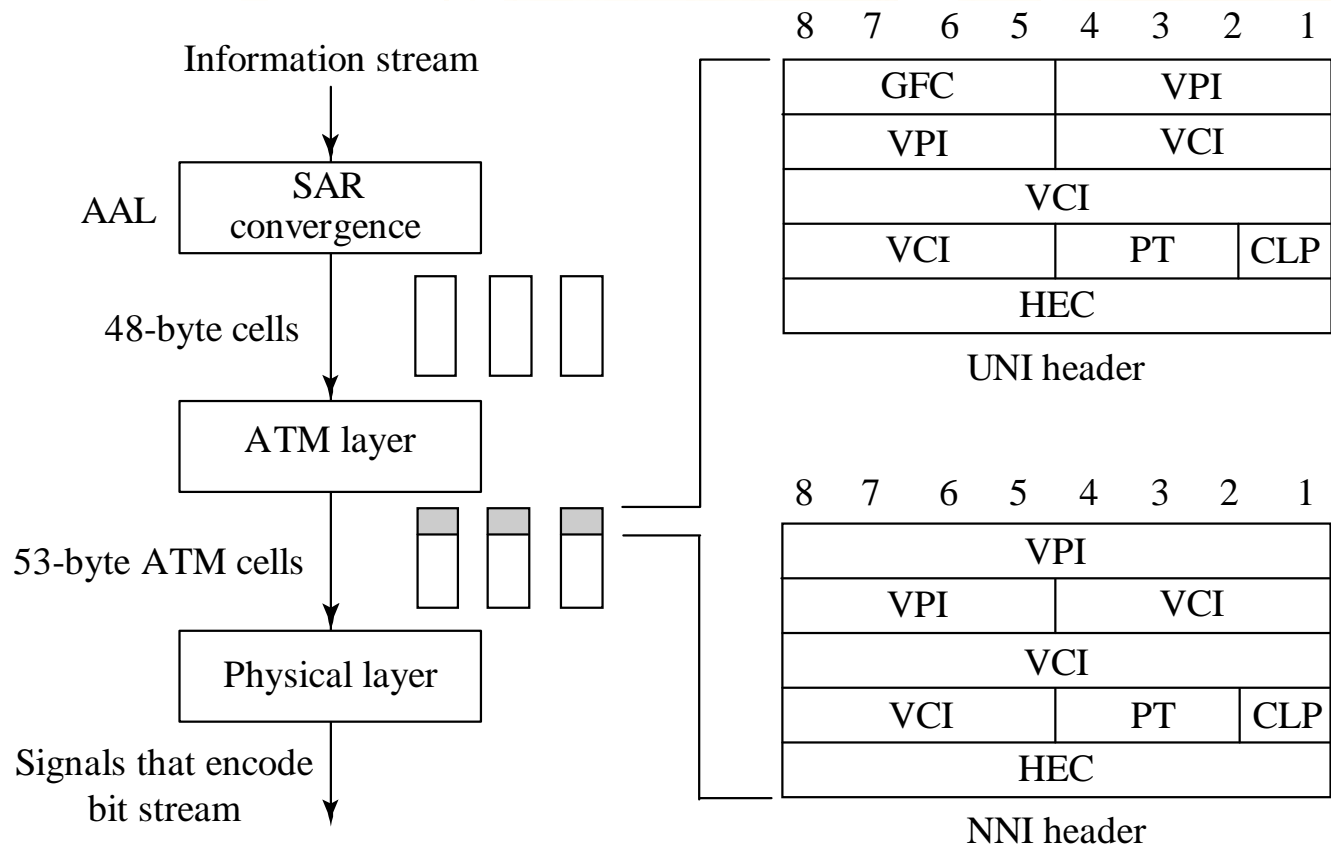 Information stream
AAL
SAR
convergence
48-byte cells
ATM layer
53-byte ATM cells
Physical layer
Signals that encode
bit stream
8 7 6 5 4 3 2 1
GFC VPI
VPI VCI
VCI
VCI PT CLP
HEC
UNI header
8 7 6 5 4 3 2 1
VPI
VPI VCI
VCI
VCI PT CLP
HEC
NNI header